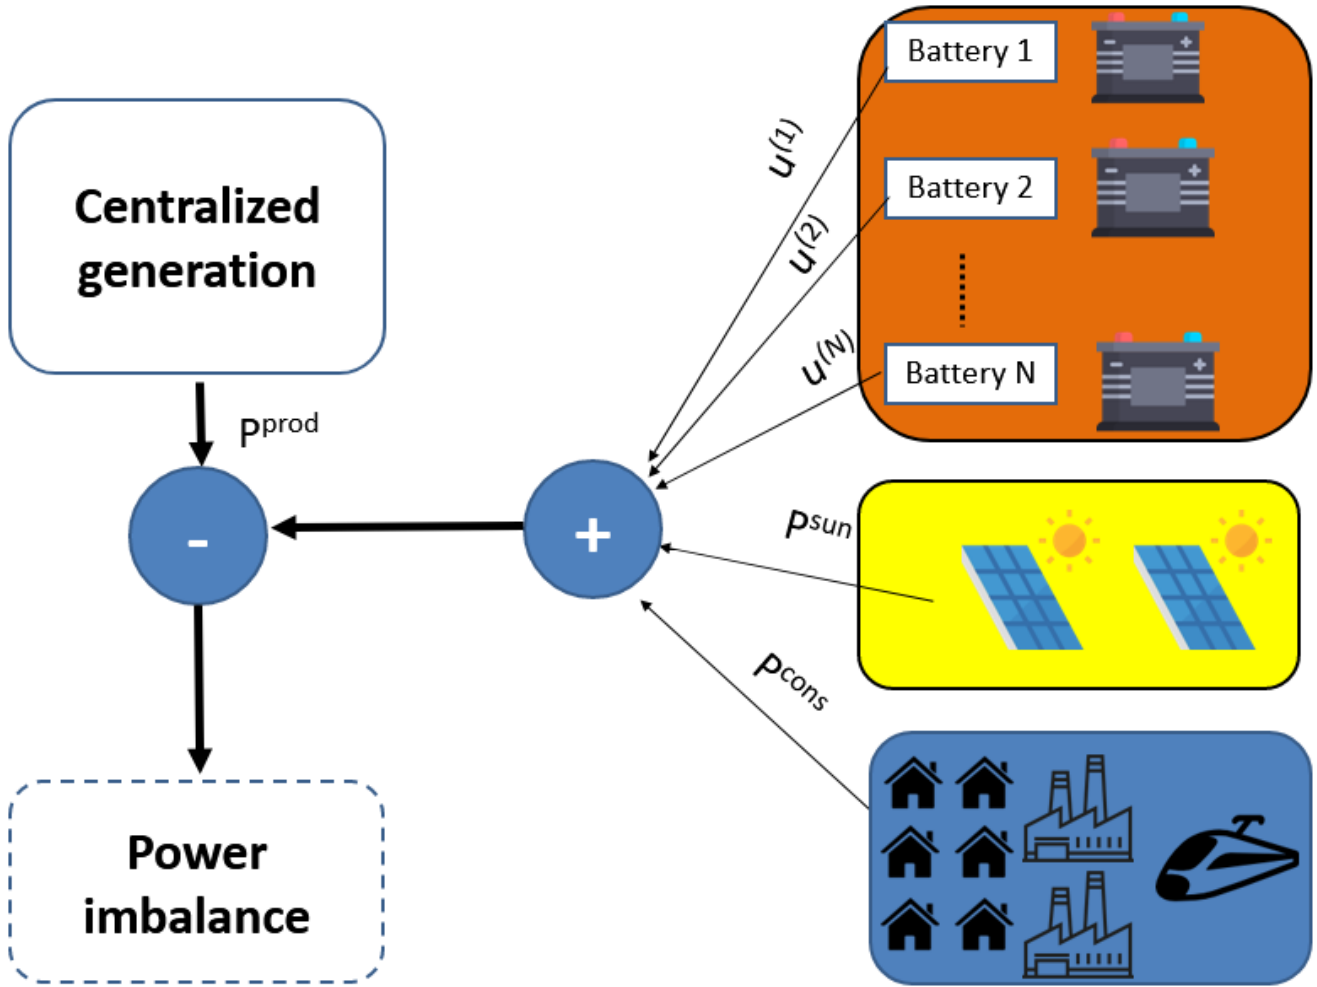 Battery 1
u(1)
Battery 2
u(2)
Battery N
u(N)
Centralized
generation
Pprod
-
+
Psun
Pcons
Power
imbalance